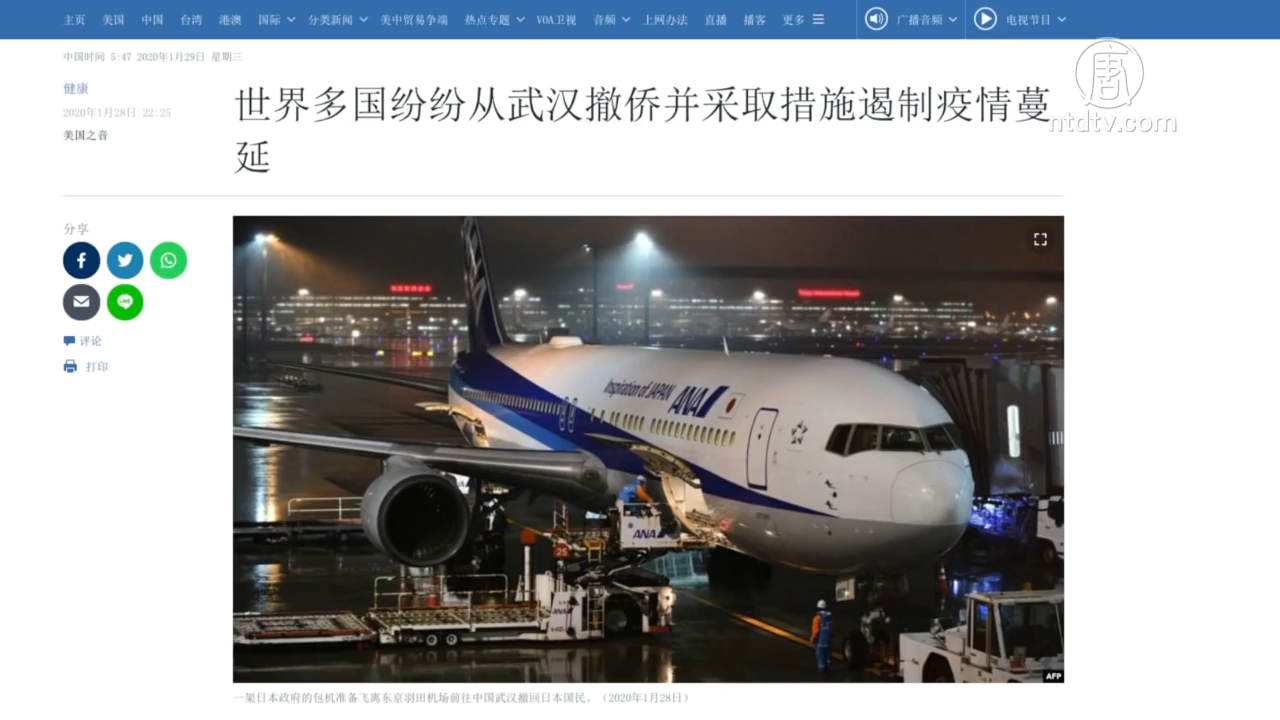 主页 美国 中国 台湾 港澳 国际 分类新闻 美中贸易争端 热点专题 VOA卫视 音频 上网办法 直播 播客 更多 广播音频 电视节目
中国时间 5:47 2020年1月29日 星期三
健康
2020年1月28日 22:25
美国之音
世界多国纷纷从武汉撤侨并采取措施遏制疫情蔓
延
唐
ntdtv.com
分享
评论
打印
Inspiration of JAPAN ANA
ANA
25
ANA
AFP
一架日本政府的包机准备飞离东京羽田机场前往中国武汉撤回日本国民。（2020年1月28日）